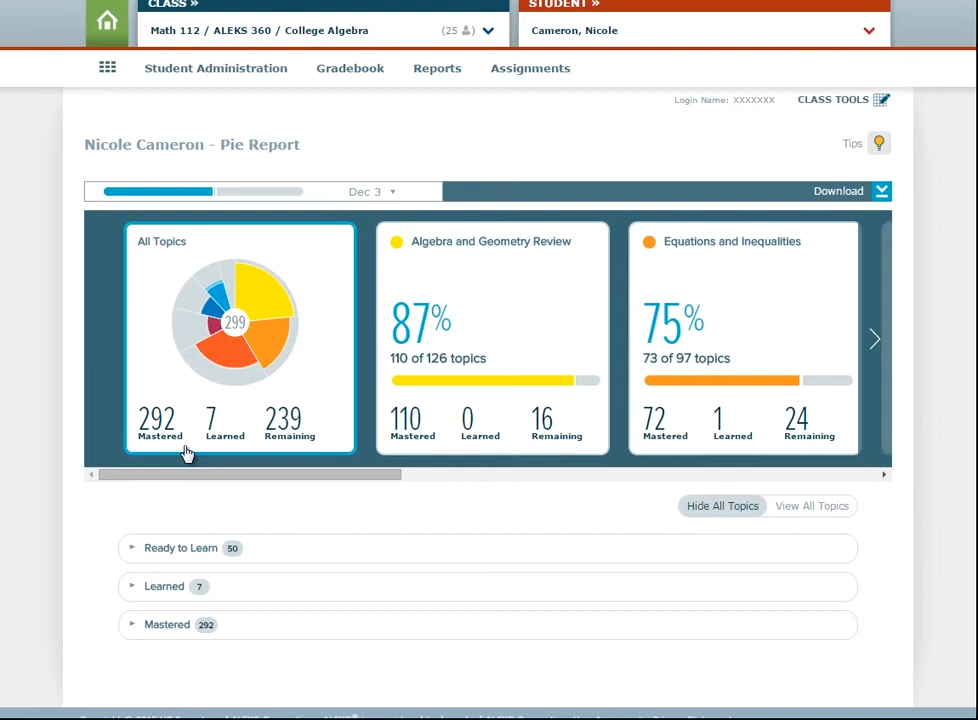 CLASS »
STUDENT »
Math 112 / ALEKS 360 / College Algebra
(25
)
Cameron, Nicole
Student Administration
Gradebook
Reports
Assignments
Login Name: XXXXXXX
CLASS TOOLS
Nicole Cameron - Pie Report
Tips
Dec 3
Download
All Topics
299
292
Mastered
7
Learned
239
Remaining
Algebra and Geometry Review
87%
110 of 126 topics
110
Mastered
0
Learned
16
Remaining
Equations and Inequalities
75%
73 of 97 topics
72
Mastered
1
Learned
24
Remaining
Hide All Topics
View All Topics
Ready to Learn 50
Learned 7
Mastered 292